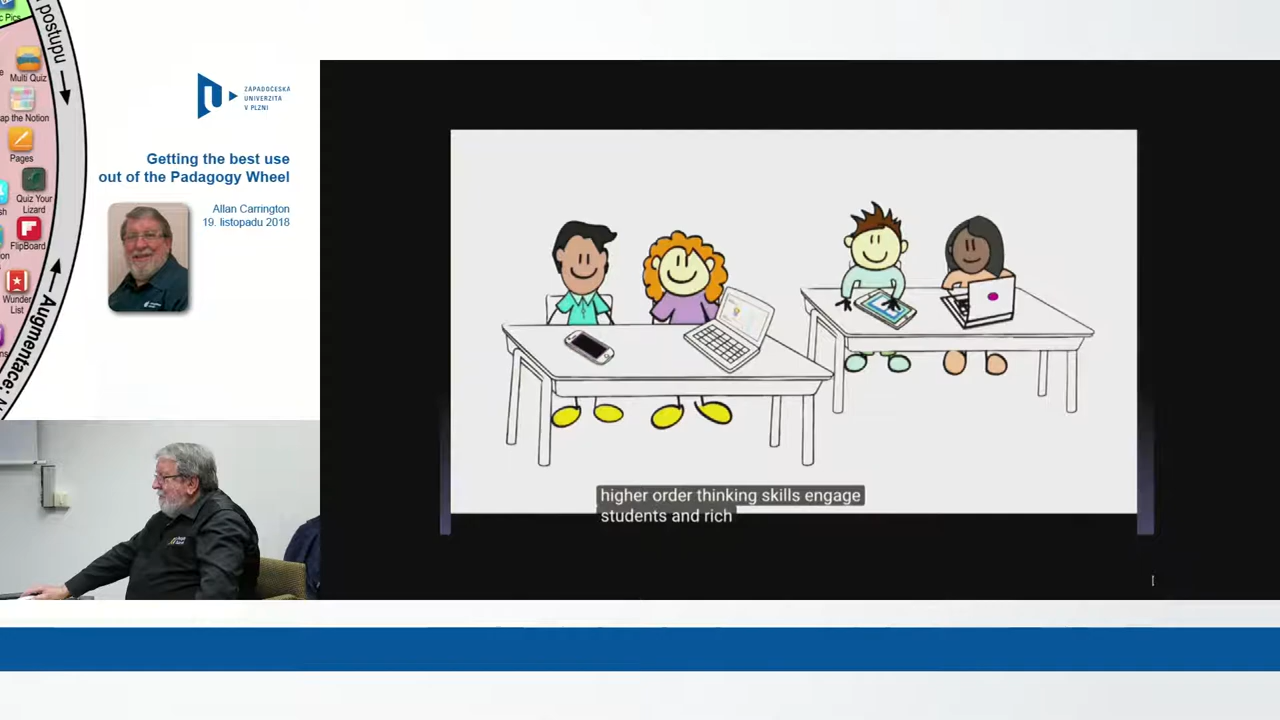 c Pics
postupu
Multi Quiz
ap the Notion
Pages
Quiz Your
Lizard
FlipBoard
Wunder
List
Augmentace:
ZÁPADOČESKÁ
UNIVERZITA
V PLZNI
Getting the best use
out of the Padagogy Wheel
Allan Carrington
19. listopadu 2018
higher order thinking skills engage
students and rich